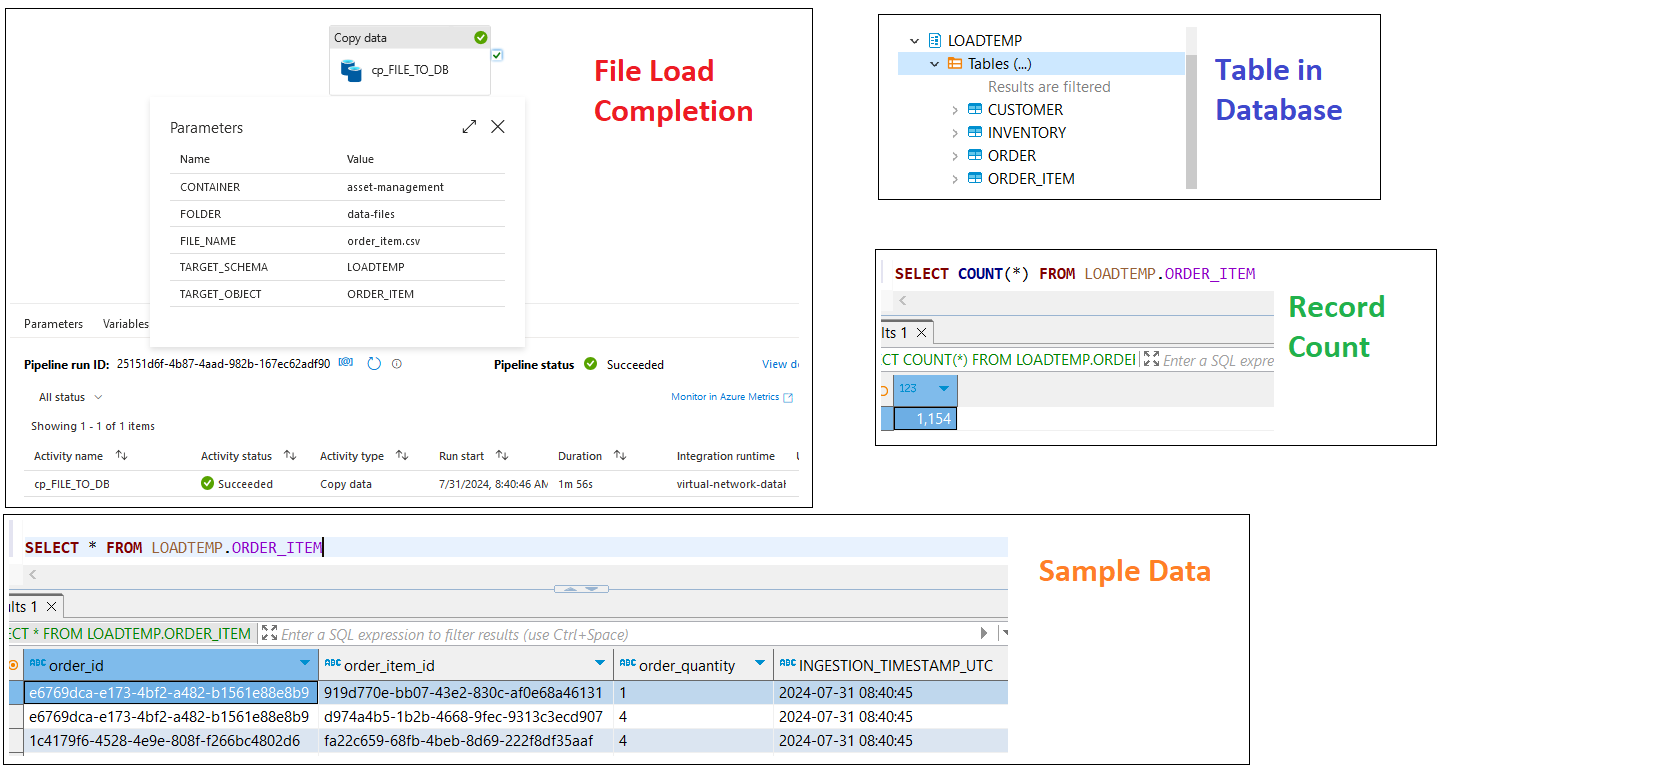 Copy data
cp_FILE_TO_DB
File Load
Completion
Parameters
Name Value
CONTAINER asset-management
FOLDER data-files
FILE_NAME order_item.csv
TARGET_SCHEMA LOADTEMP
TARGET_OBJECT ORDER_ITEM
Parameters Variables
Pipeline run ID: 25151d6f-4b87-4aad-982b-167ec62adf90 Pipeline status Succeeded View de
All status
Monitor in Azure Metrics
Showing 1 - 1 of 1 items
Activity name Activity status Activity type Run start Duration Integration runtime
cp_FILE_TO_DB Succeeded Copy data 7/31/2024, 8:40:46 AM 1m 56s virtual-network-datal
LOADTEMP
Tables (...)
Results are filtered
CUSTOMER
INVENTORY
ORDER
ORDER_ITEM
Table in
Database
SELECT COUNT(*) FROM LOADTEMP.ORDER_ITEM
lts 1
CT COUNT(*) FROM LOADTEMP.ORDEI Enter a SQL expre
123
1,154
Record
Count
SELECT * FROM LOADTEMP.ORDER_ITEM
Sample Data
ilts 1
ECT * FROM LOADTEMP.ORDER_ITEM Enter a SQL expression to filter results (use Ctrl+Space)
ABC order_id ABC order_item_id ABC order_quantity ABC INGESTION_TIMESTAMP_UTC
e6769dca-e173-4bf2-a482-b1561e88e8b9 919d770e-bb07-43e2-830c-af0e68a46131 1 2024-07-31 08:40:45
e6769dca-e173-4bf2-a482-b1561e88e8b9 d974a4b5-1b2b-4668-9fec-9313c3ecd907 4 2024-07-31 08:40:45
1c4179f6-4528-4e9e-808f-f266bc4802d6 fa22c659-68fb-4beb-8d69-222f8df35aaf 4 2024-07-31 08:40:45